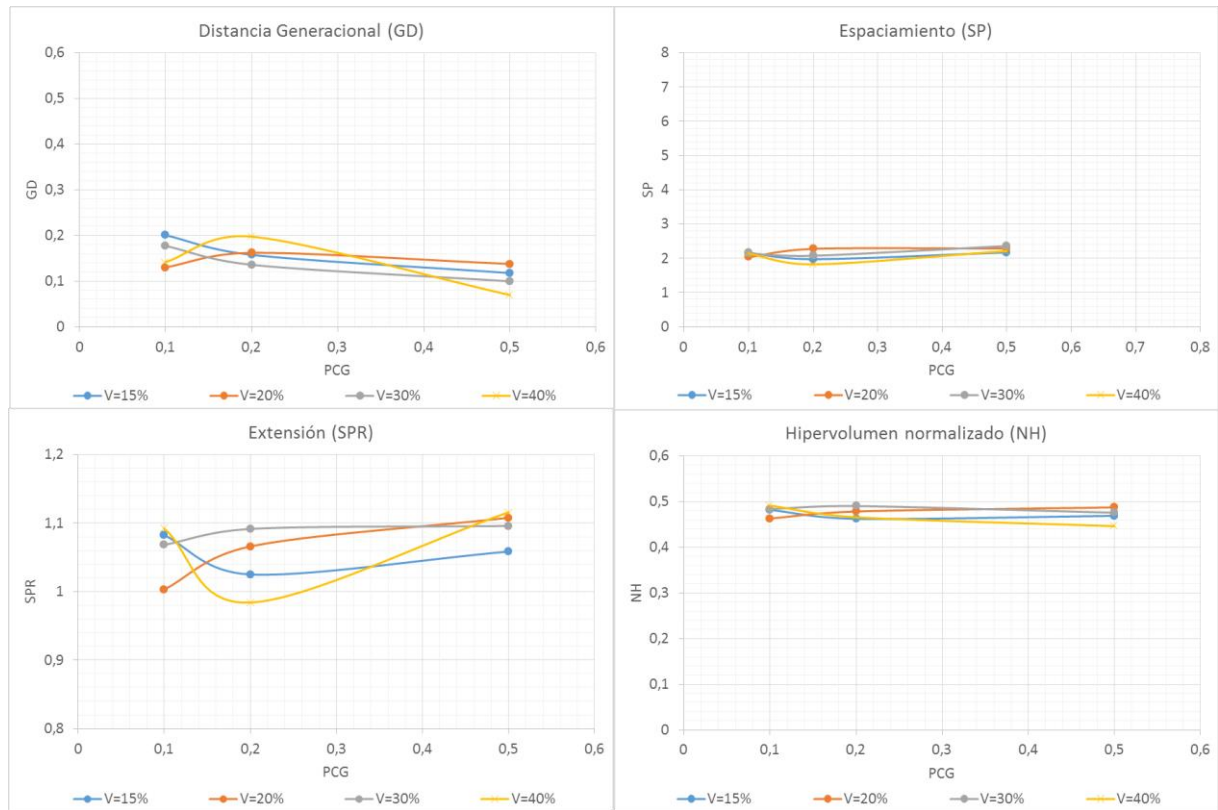 Distancia Generacional (GD)
0,6
0,5
0,4
0,3
0,2
0,1
0
GD
0 0,1 0,2 0,3 0,4 0,5 0,6
PCG
V=15% V=20% V=30% V=40%
Espaciamiento (SP)
8
7
6
5
4
3
2
1
0
SP
0 0,1 0,2 0,3 0,4 0,5 0,6 0,7 0,8
PCG
V=15% V=20% V=30% V=40%
Extensión (SPR)
1,2
1,1
1
0,9
0,8
SPR
0 0,1 0,2 0,3 0,4 0,5 0,6
PCG
V=15% V=20% V=30% V=40%
Hipervolumen normalizado (NH)
0,6
0,5
0,4
0,3
0,2
0,1
0
NH
0 0,1 0,2 0,3 0,4 0,5 0,6
PCG
V=15% V=20% V=30% V=40%